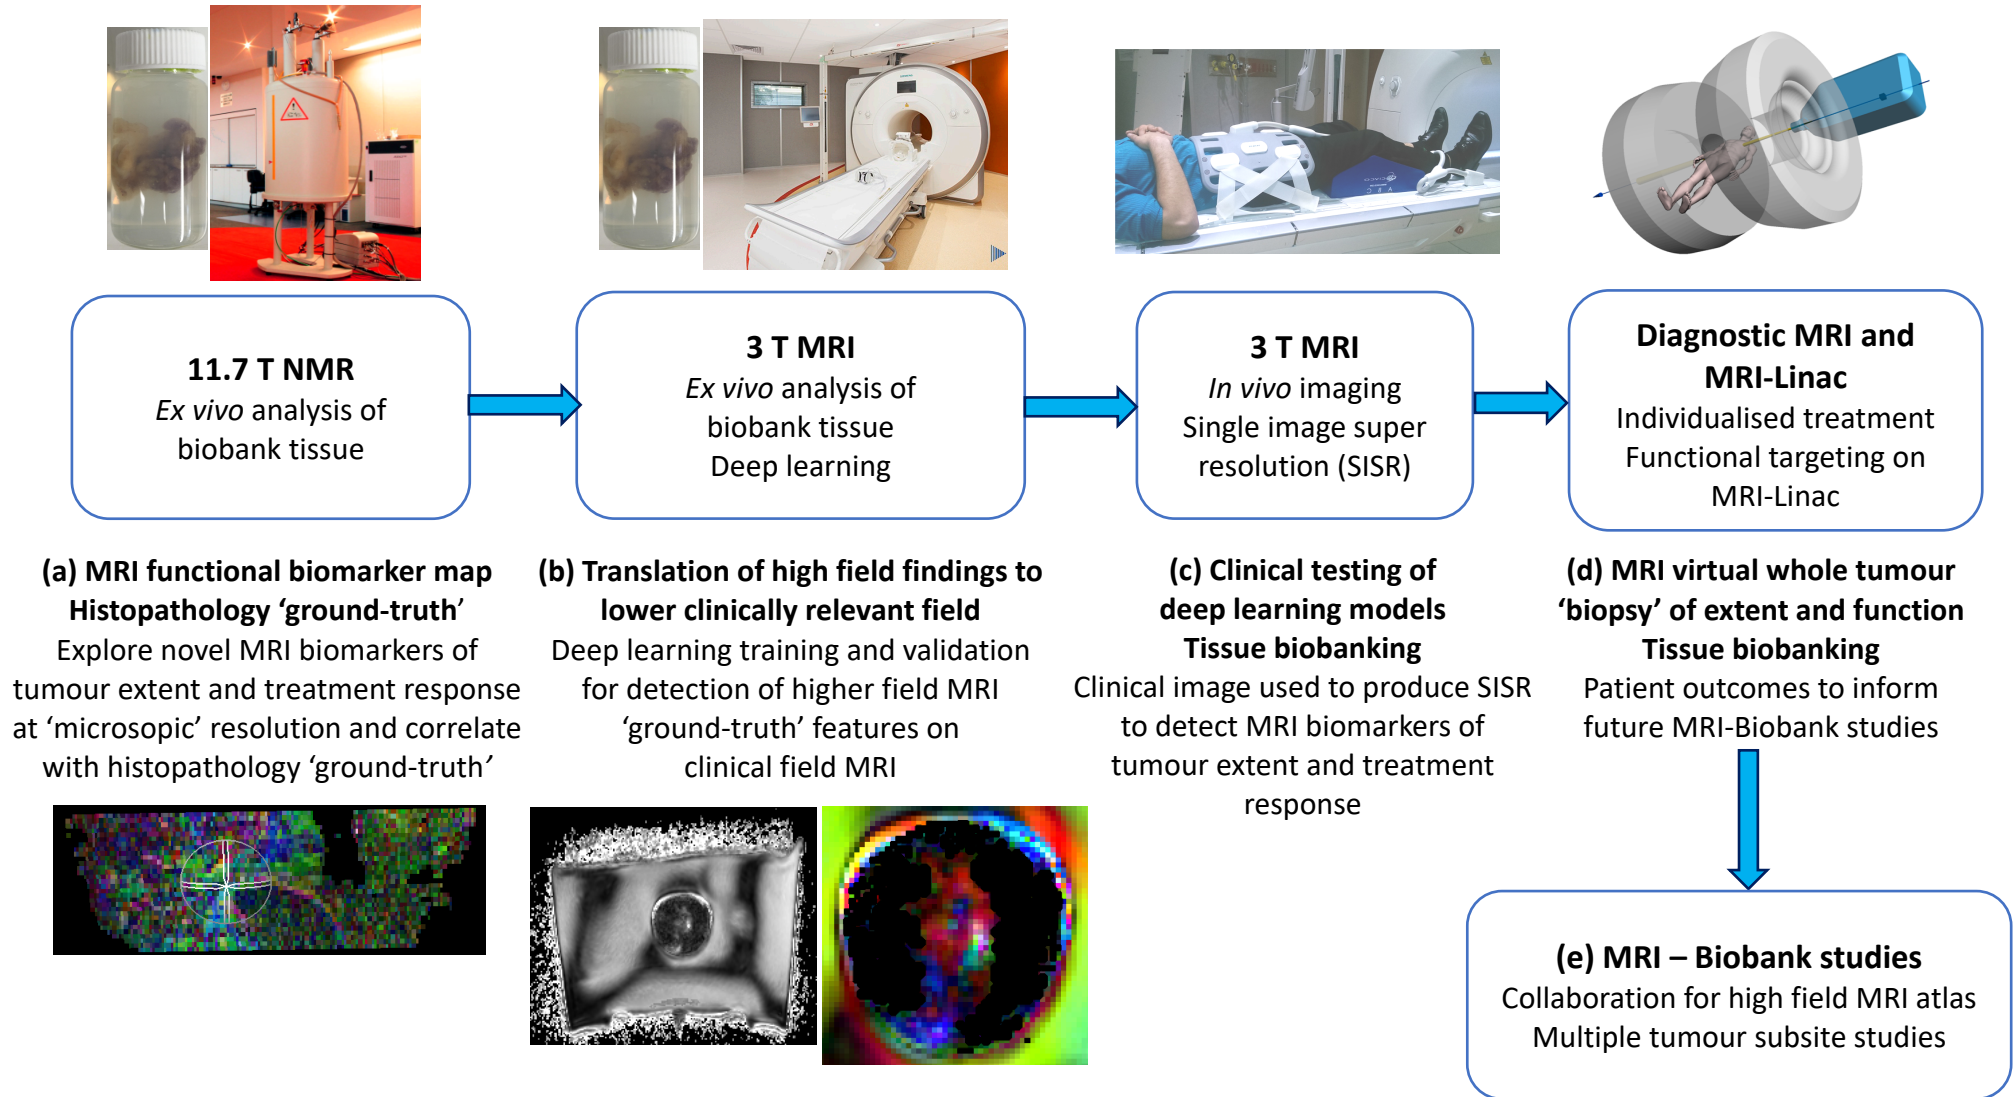 11.7 T NMR
Ex vivo analysis of
biobank tissue
3 T MRI
Ex vivo analysis of
biobank tissue
Deep learning
3 T MRI
In vivo imaging
Single image super
resolution (SISR)
Diagnostic MRI and
MRI-Linac
Individualised treatment
Functional targeting on
MRI-Linac
(a) MRI functional biomarker map
Histopathology ‘ground-truth’
Explore novel MRI biomarkers of
tumour extent and treatment response
at ‘microsopic’ resolution and correlate
with histopathology ‘ground-truth’
(b) Translation of high field findings to
lower clinically relevant field
Deep learning training and validation
for detection of higher field MRI
‘ground-truth’ features on
clinical field MRI
(c) Clinical testing of
deep learning models
Tissue biobanking
Clinical image used to produce SISR
to detect MRI biomarkers of
tumour extent and treatment
response
(d) MRI virtual whole tumour
‘biopsy’ of extent and function
Tissue biobanking
Patient outcomes to inform
future MRI-Biobank studies
(e) MRI – Biobank studies
Collaboration for high field MRI atlas
Multiple tumour subsite studies